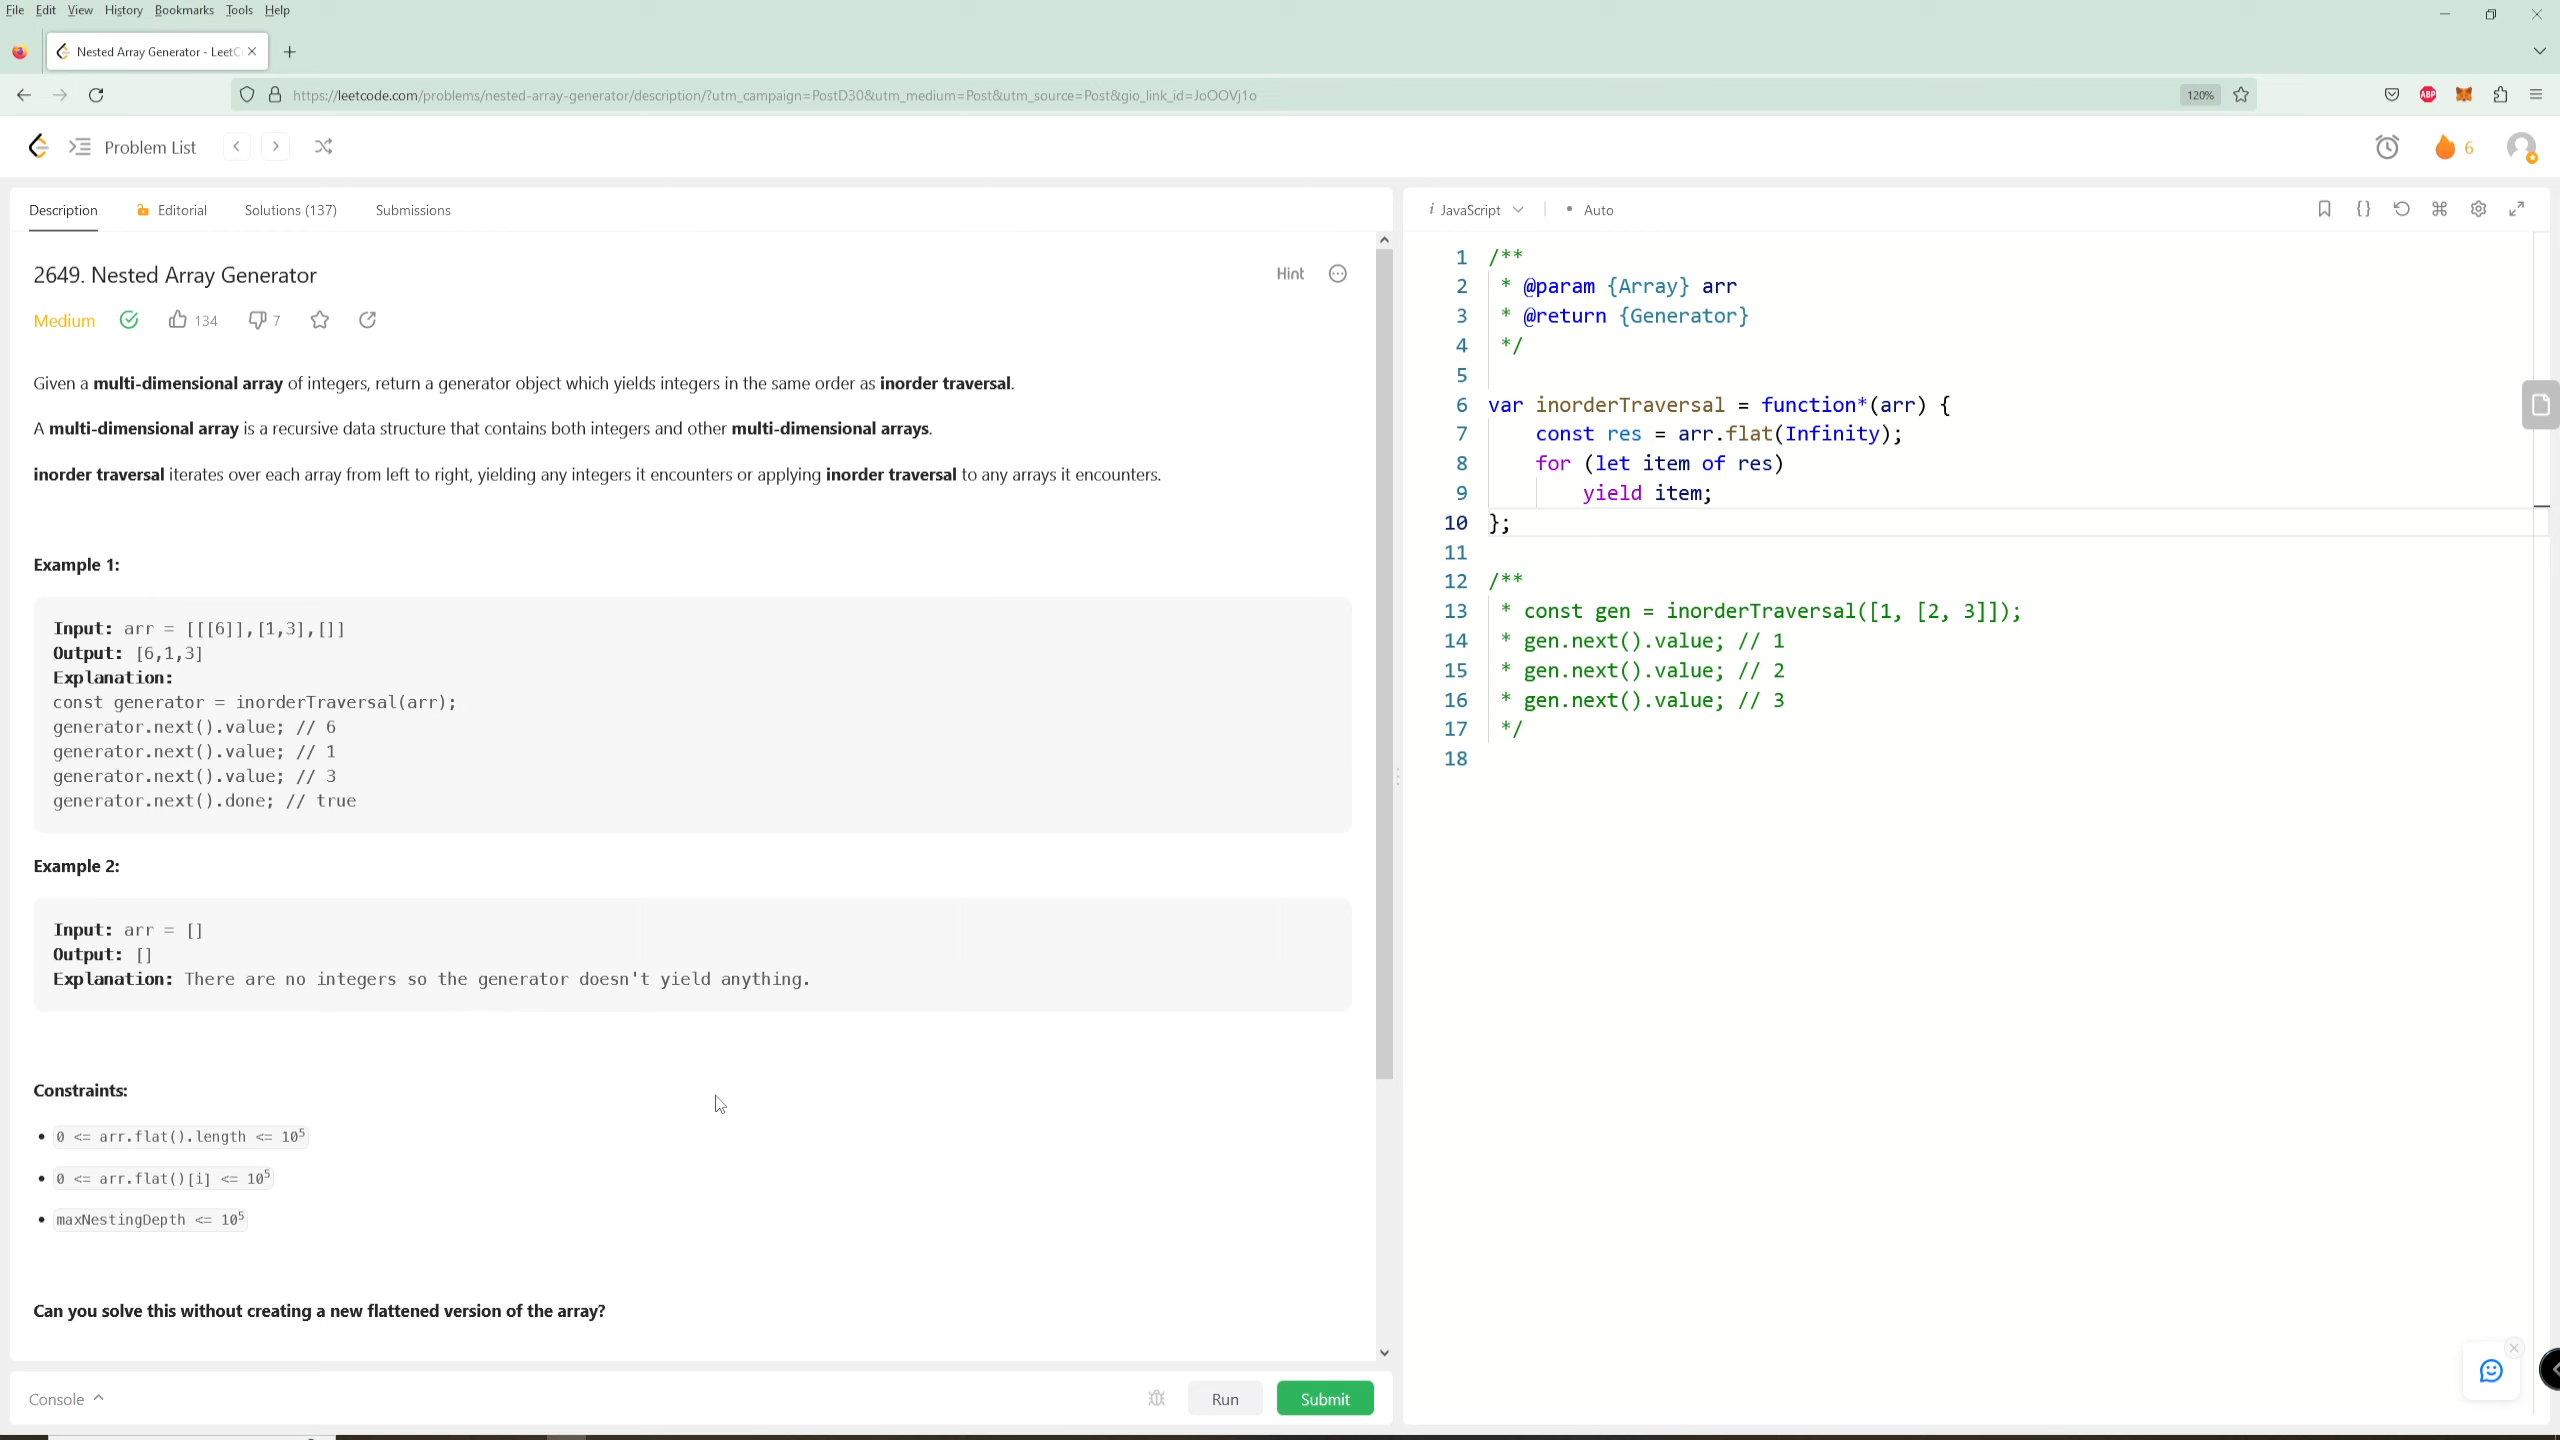 File Edit View History Bookmarks Tools Help
Nested Array Generator - LeetC
https://leetcode.com/problems/nested-array-generator/description/?utm_campaign=PostD30&utm_medium=Post&utm_source=Post&gio_link_id=JoOOVj1o 120% ABP
Problem List 6
Description Editorial Solutions (137) Submissions
2649. Nested Array Generator Hint
Medium 134 7
Given a multi-dimensional array of integers, return a generator object which yields integers in the same order as inorder traversal.
A multi-dimensional array is a recursive data structure that contains both integers and other multi-dimensional arrays.
inorder traversal iterates over each array from left to right, yielding any integers it encounters or applying inorder traversal to any arrays it encounters.
Example 1:
Input: arr = [[[6]],[1,3],[]]
Output: [6,1,3]
Explanation:
const generator = inorderTraversal(arr);
generator.next().value; // 6
generator.next().value; // 1
generator.next().value; // 3
generator.next().done; // true
Example 2:
Input: arr = []
Output: []
Explanation: There are no integers so the generator doesn't yield anything.
Constraints:
• 0 <= arr.flat().length <= 10⁵
• 0 <= arr.flat()[i] <= 10⁵
• maxNestingDepth <= 10⁵
Can you solve this without creating a new flattened version of the array?
Console Run Submit
i JavaScript • Auto {}
1 /**
2 * @param {Array} arr
3 * @return {Generator}
4 */
5
6 var inorderTraversal = function*(arr) {
7 const res = arr.flat(Infinity);
8 for (let item of res)
9 yield item;
10 };
11
12 /**
13 * const gen = inorderTraversal([1, [2, 3]]);
14 * gen.next().value; // 1
15 * gen.next().value; // 2
16 * gen.next().value; // 3
17 */
18